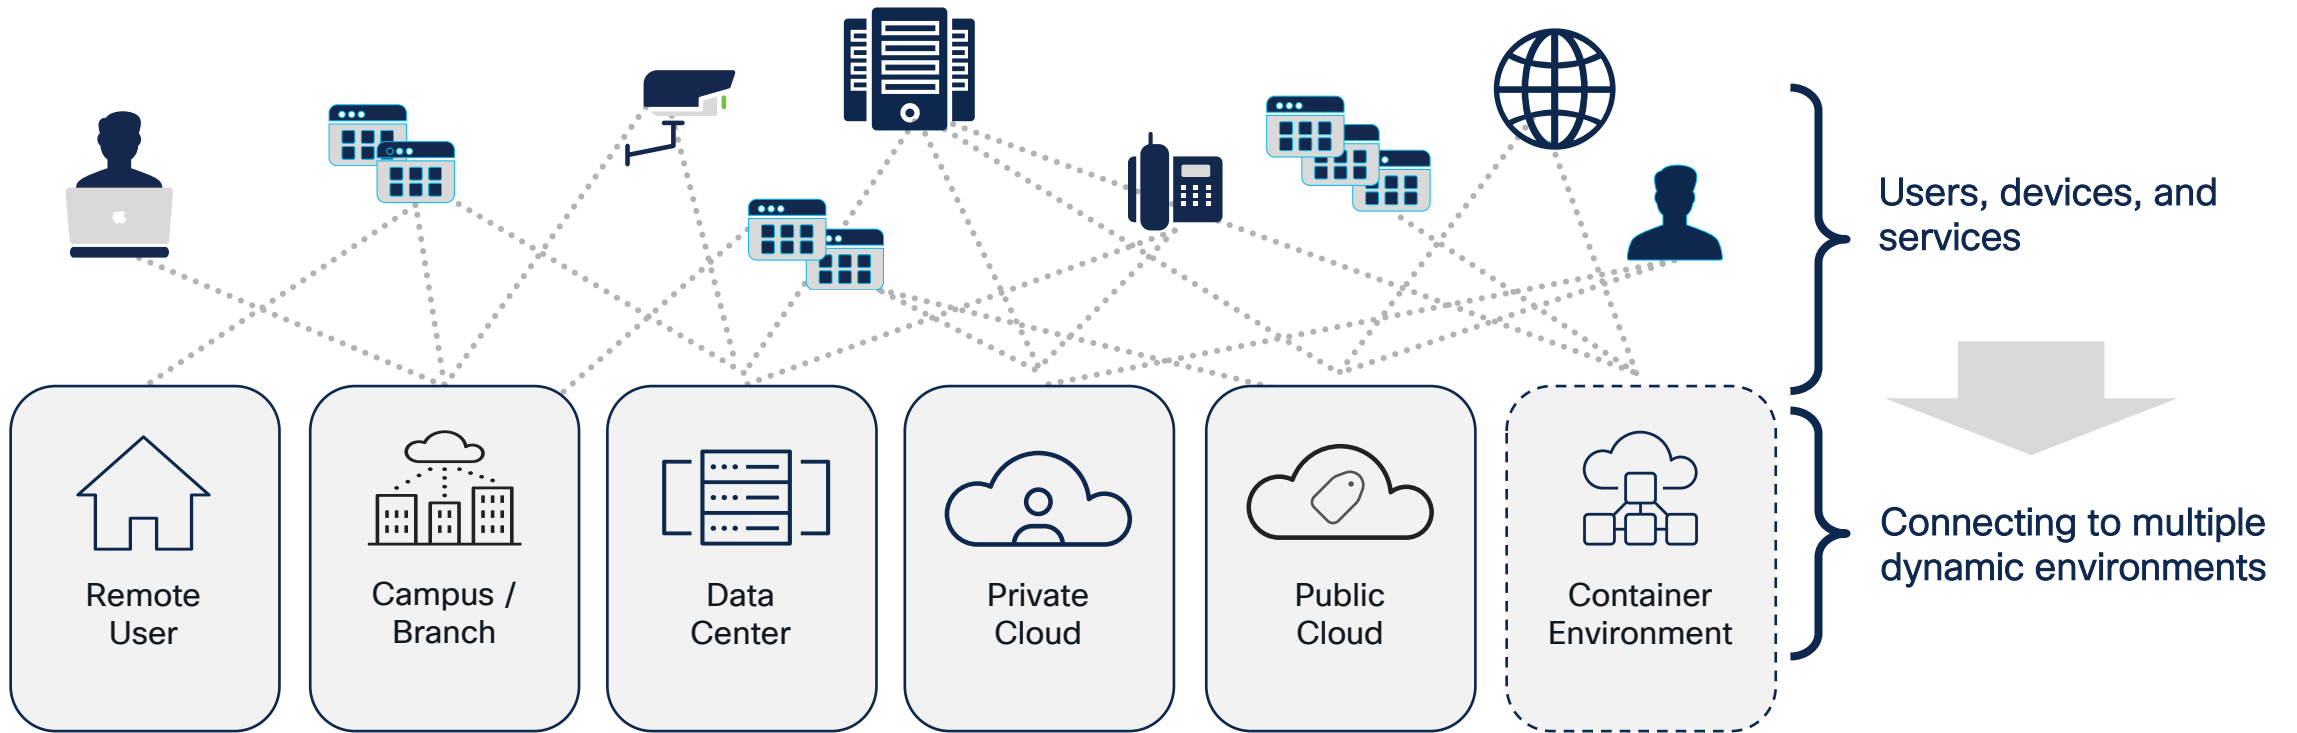 Users, devices, and
services
Connecting to multiple
dynamic environments
Remote
User
Campus /
Branch
Data
Center
Private
Cloud
Public
Cloud
Container
Environment